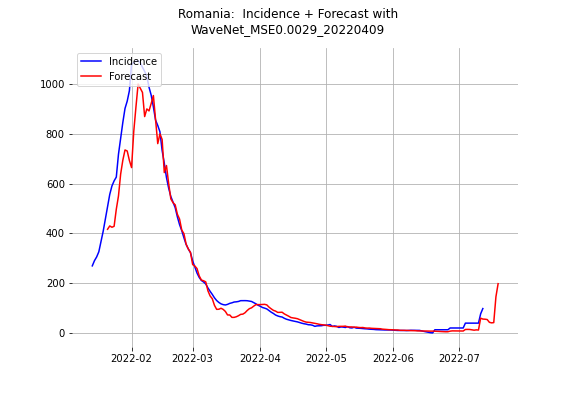 Romania:  Incidence + Forecast with
WaveNet_MSE0.0029_20220409
Incidence
Forecast
1000
800
600
400
200
0
2022-02 2022-03 2022-04 2022-05 2022-06 2022-07